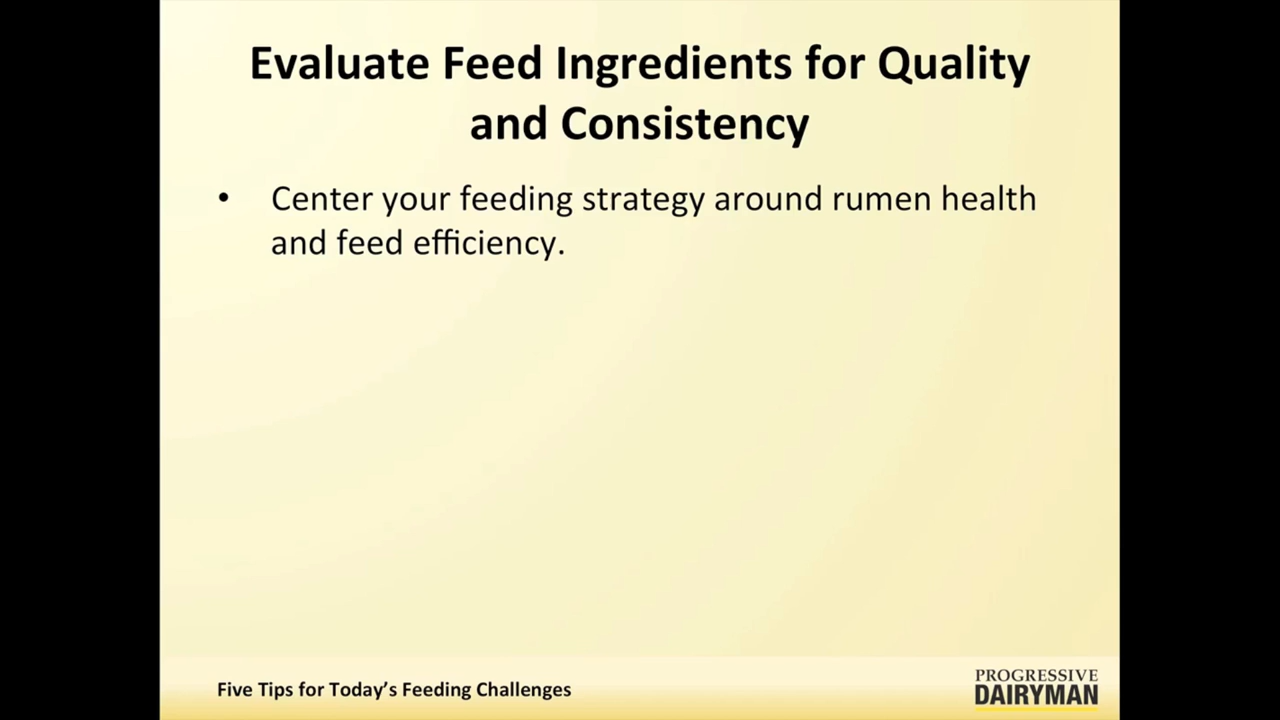 Evaluate Feed Ingredients for Quality
and Consistency
• Center your feeding strategy around rumen health
and feed efficiency.
Five Tips for Today’s Feeding Challenges
PROGRESSIVE
DAIRYMAN